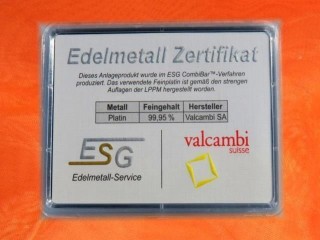 Edelmetall Zertifikat
Dieses Anlageprodukt wurde im ESG CombiBar™-Verfahren
produziert. Das verwendete Feinplatin ist gemäß den strengen
Auflagen der LPPM hergestellt worden.
Metall Feingehalt Hersteller
Platin 99,95 % Valcambi SA
ESG
Edelmetall-Service
valcambi
suisse